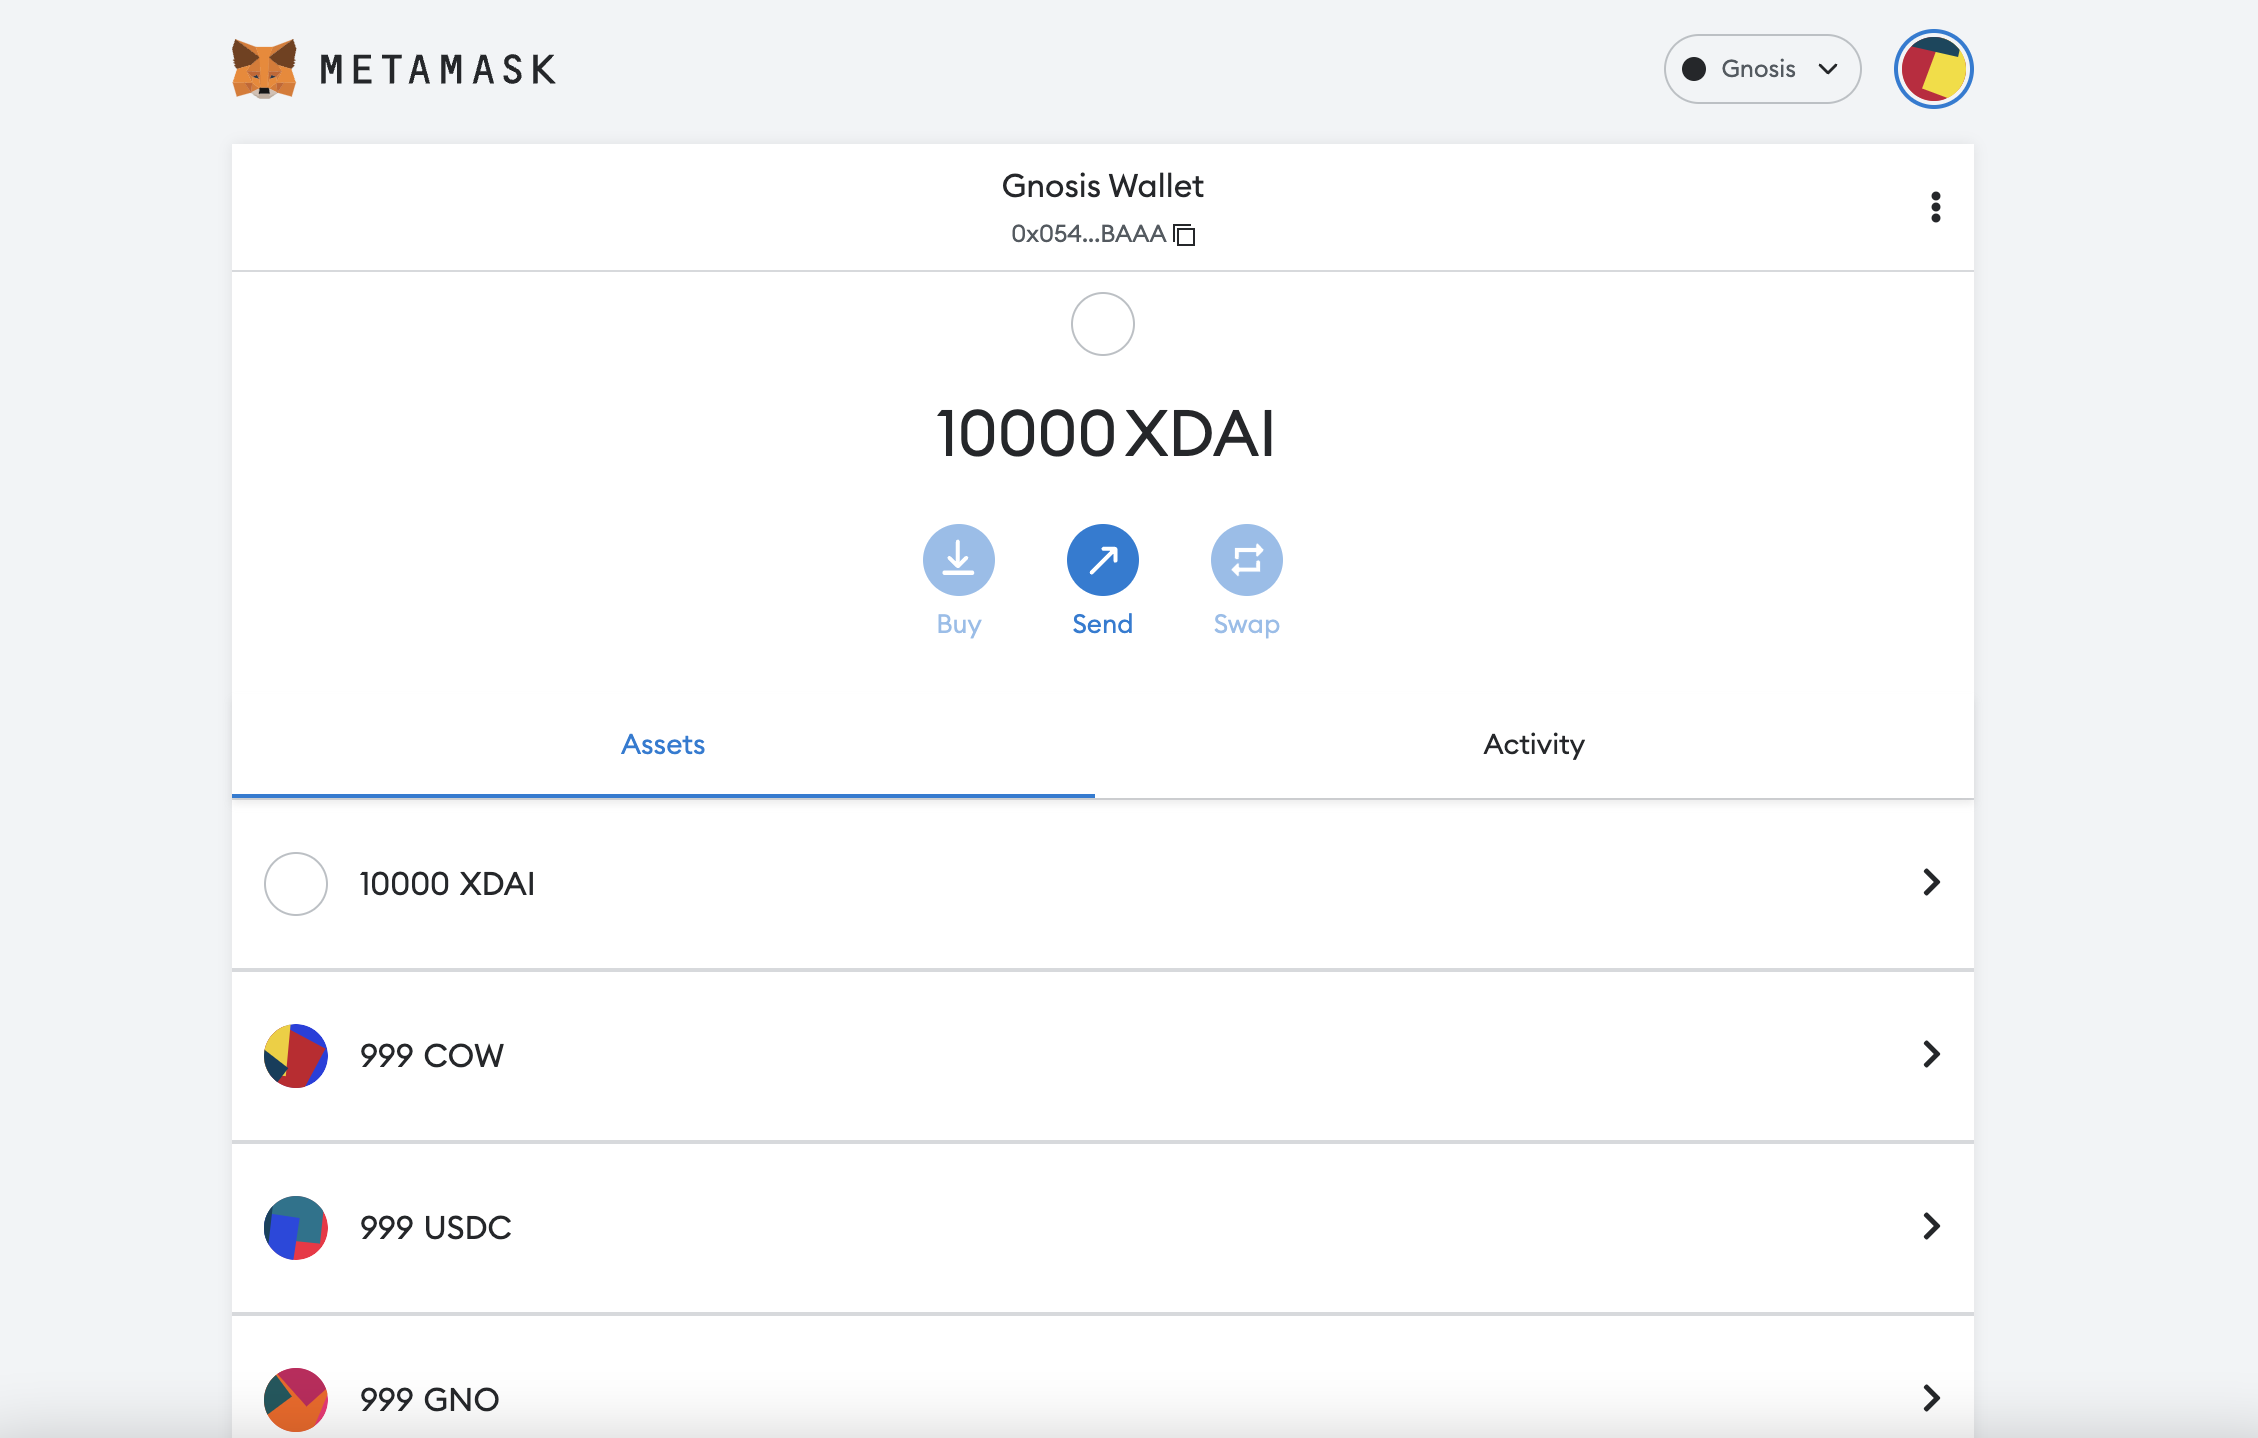 METAMASK
Gnosis
Gnosis Wallet
0x054...BAAA
10000 XDAI
Buy
Send
Swap
Assets
Activity
10000 XDAI
999 COW
999 USDC
999 GNO